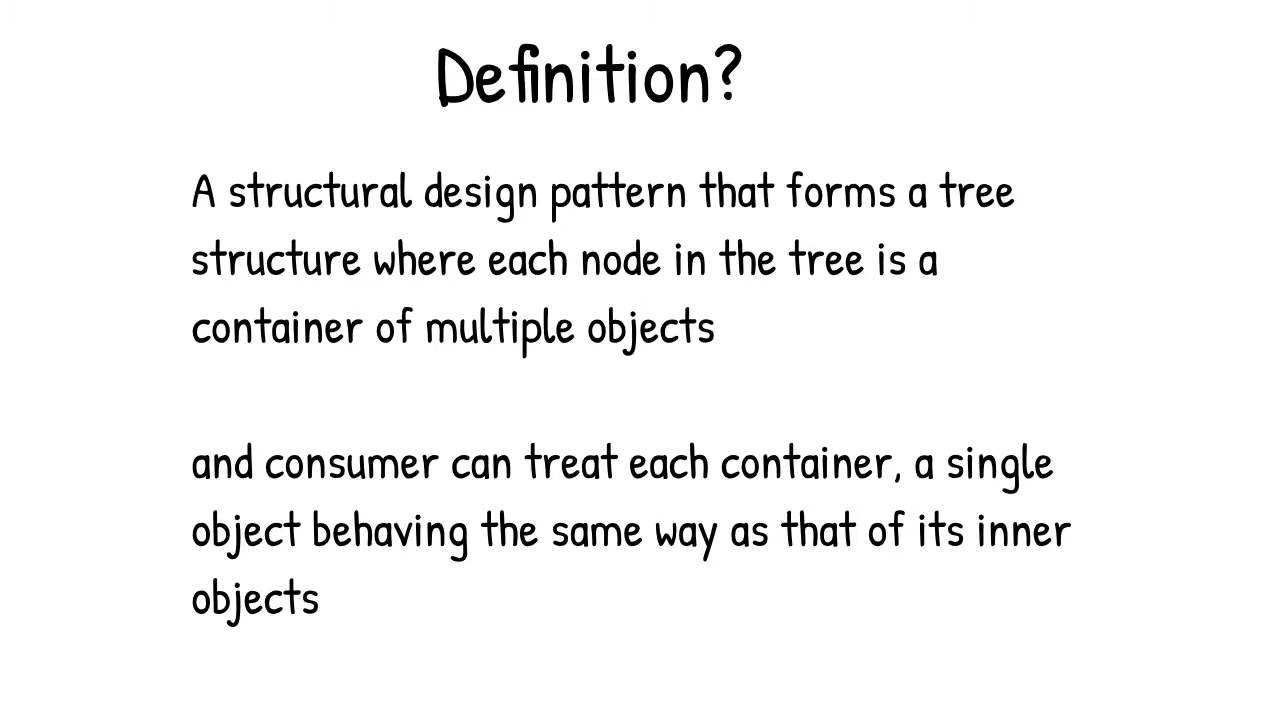 Definition?
A structural design pattern that forms a tree
structure where each node in the tree is a
container of multiple objects
and consumer can treat each container, a single
object behaving the same way as that of its inner
objects